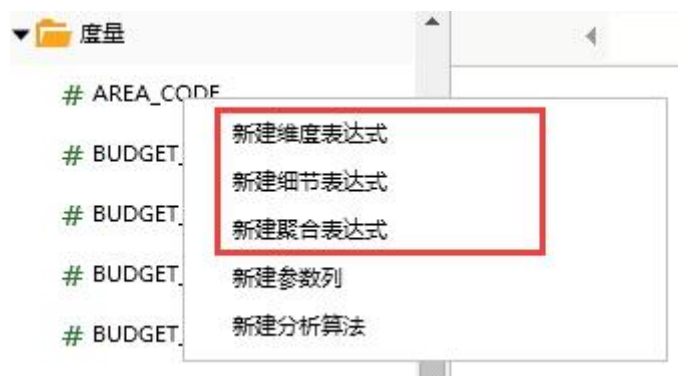 度量
# AREA_CODE
新建维度表达式
# BUDGET_
新建细节表达式
# BUDGET_
新建聚合表达式
# BUDGET_
新建参数列
# BUDGET_
新建分析算法